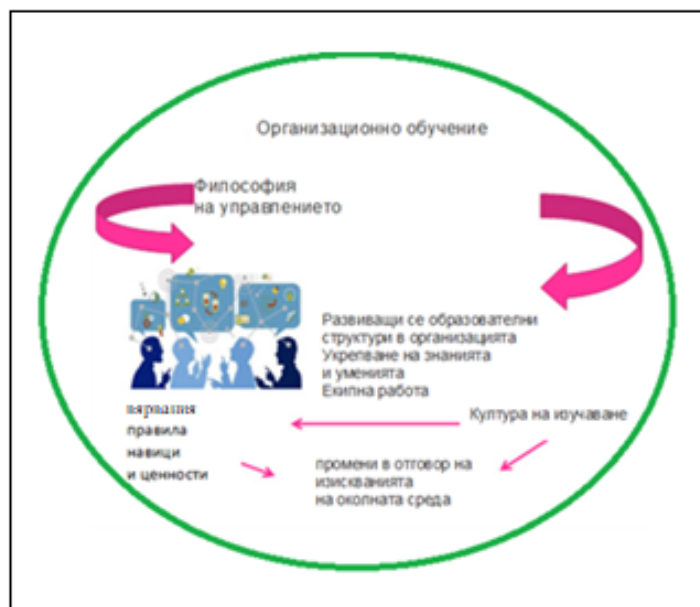 Организационно обучение
Философия
на управлението
Развиващи се образователни
структури в организацията
Укрепване на знанията
и уменията
Екипна работа
вярвания
правила
навици
и ценности
Култура на изучаване
промени в отговор на
изискванията
на околната среда